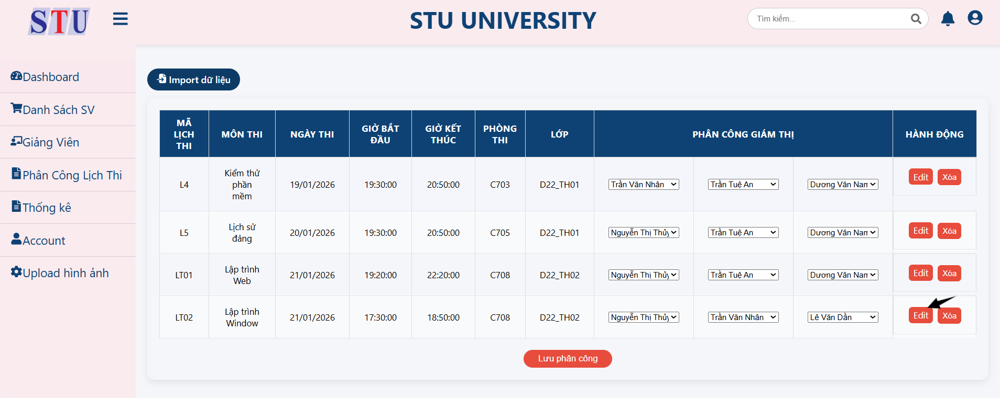 STU
STU UNIVERSITY
Tìm kiếm...
Dashboard
Danh Sách SV
Giảng Viên
Phân Công Lịch Thi
Thống kê
Account
Upload hình ảnh
Import dữ liệu
MÃ LỊCH THI MÔN THI NGÀY THI GIỜ BẮT ĐẦU GIỜ KẾT THÚC PHÒNG THI LỚP PHÂN CÔNG GIÁM THỊ HÀNH ĐỘNG
L4 Kiểm thử phần mềm 19/01/2026 19:30:00 20:50:00 C703 D22_TH01 Trần Văn Nhân Trần Tuệ An Dương Văn Nam Edit Xóa
L5 Lịch sử đảng 20/01/2026 19:30:00 20:50:00 C705 D22_TH01 Nguyễn Thị Thủy Trần Tuệ An Dương Văn Nam Edit Xóa
LT01 Lập trình Web 21/01/2026 19:20:00 22:20:00 C708 D22_TH02 Nguyễn Thị Thủy Trần Tuệ An Dương Văn Nam Edit Xóa
LT02 Lập trình Window 21/01/2026 17:30:00 18:50:00 C708 D22_TH02 Nguyễn Thị Thủy Trần Văn Nhân Lê Văn Dần Edit Xóa
Lưu phân công